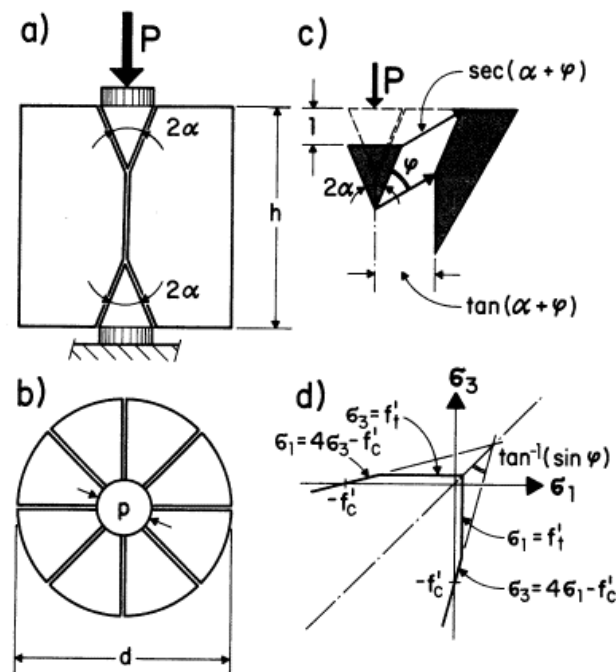 a)
P
2α
h
2α
b)
p
d
c)
P
sec(α + φ)
1
2α
φ
tan(α + φ)
d)
σ₃
σ₃=f't
σ₁=4σ₃-f'c
tan⁻¹(sin φ)
-f'c
σ₁
σ₁=f't
-f'c
σ₃=4σ₁-f'c